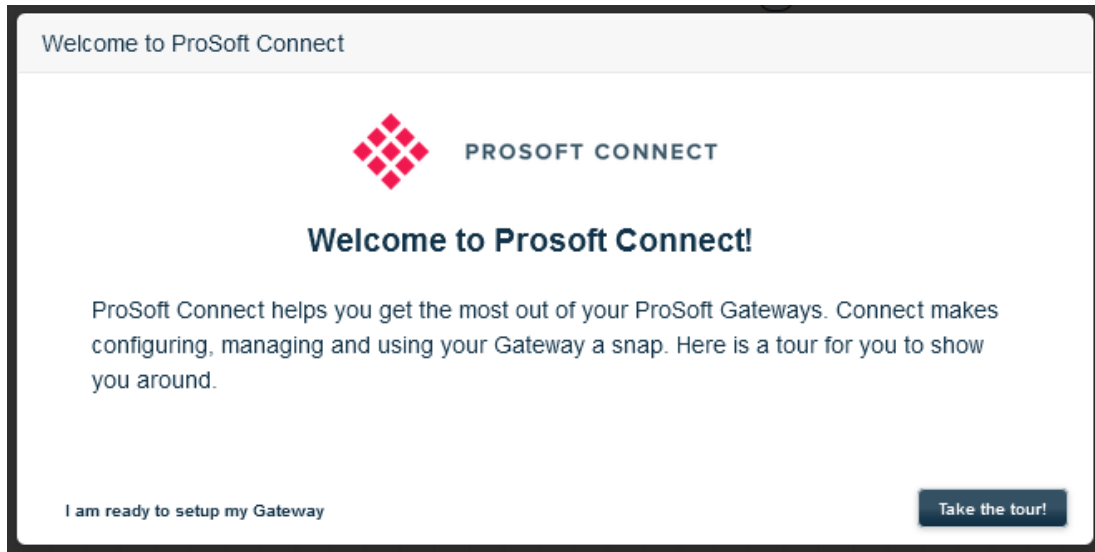 Welcome to ProSoft Connect
PROSOFT CONNECT
Welcome to Prosoft Connect!
ProSoft Connect helps you get the most out of your ProSoft Gateways. Connect makes
configuring, managing and using your Gateway a snap. Here is a tour for you to show
you around.
I am ready to setup my Gateway
Take the tour!